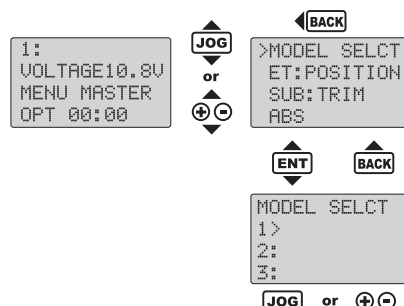 BACK
1:
VOLTAGE10.8V
MENU MASTER
OPT 00:00
JOG
or
>MODEL SELCT
ET:POSITION
SUB:TRIM
ABS
ENT
BACK
MODEL SELCT
1>
2:
3:
JOG or